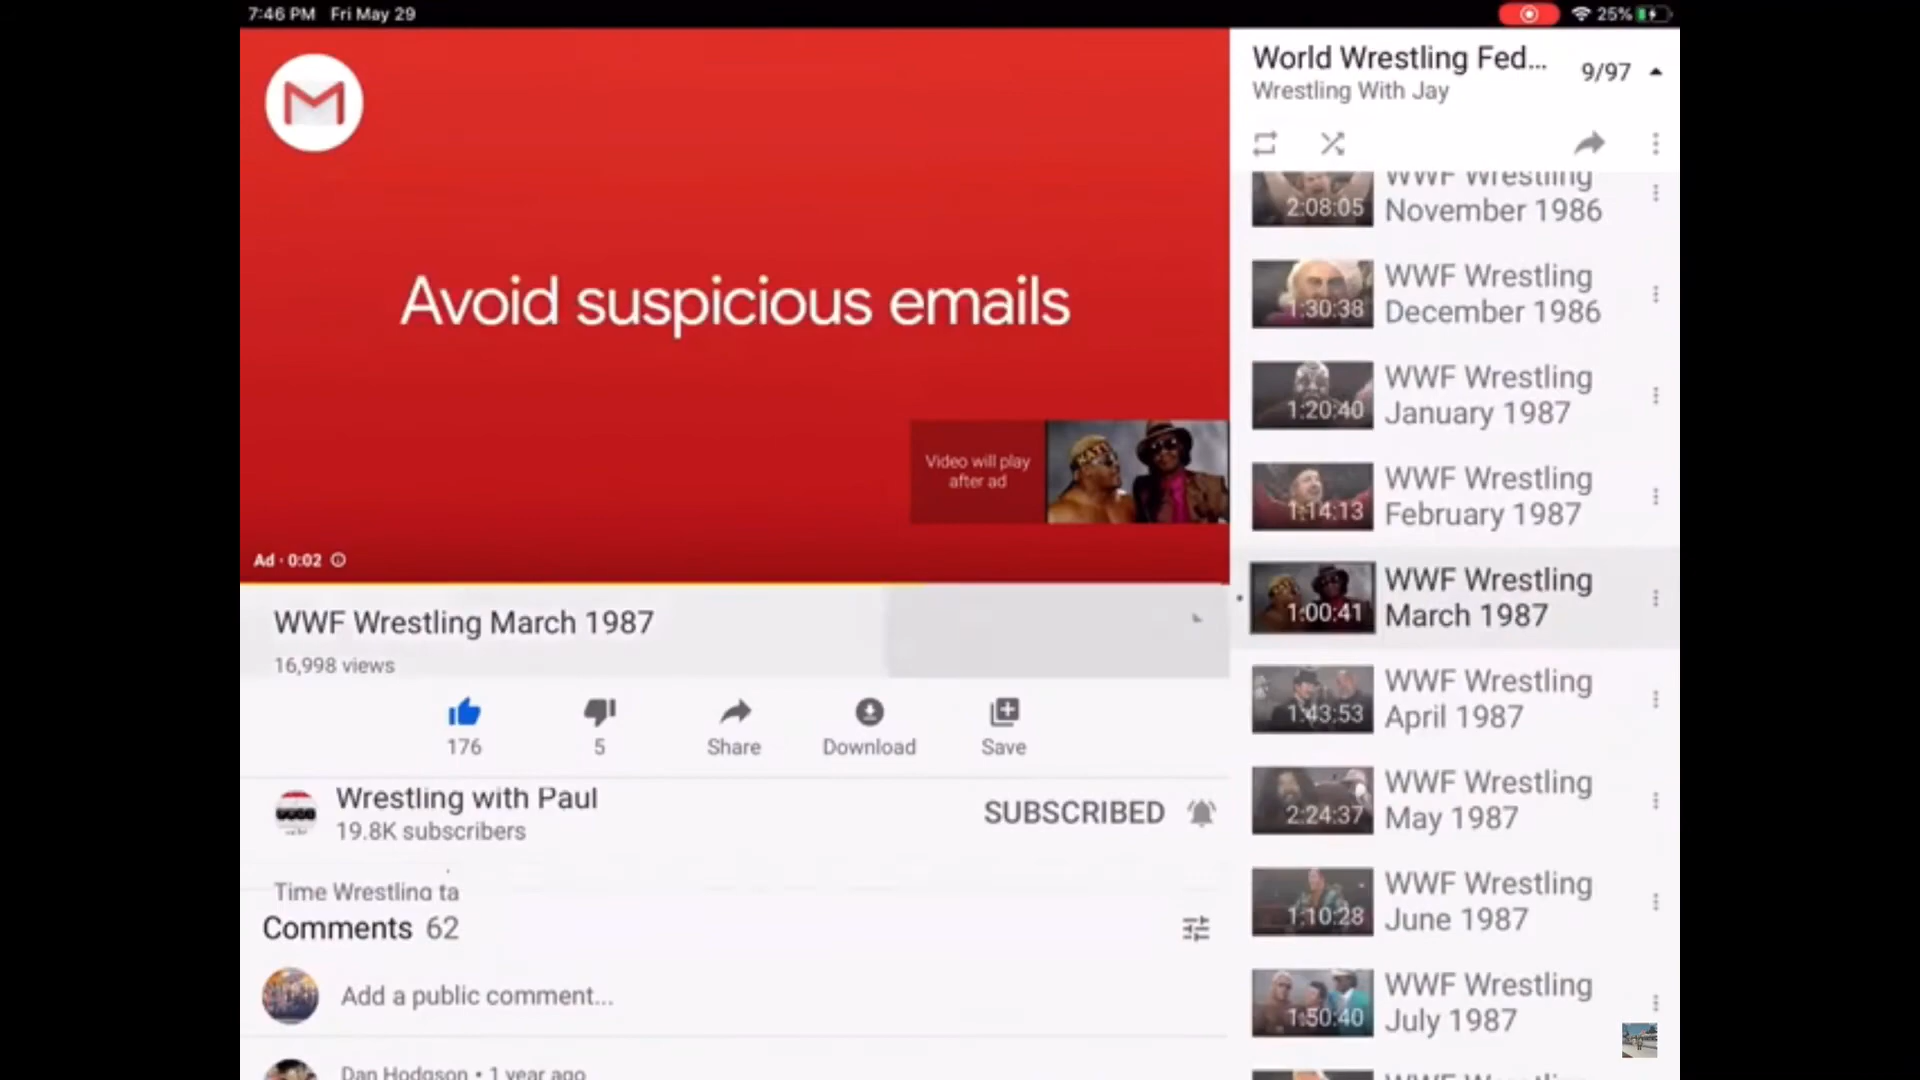 7:46 PM Fri May 29
25%
Avoid suspicious emails
Video will play
after ad
Ad · 0:02
WWF Wrestling March 1987
16,998 views
176
5
Share
Download
Save
Wrestling with Paul
19.8K subscribers
SUBSCRIBED
Time Wrestling ta
Comments 62
Add a public comment...
Dan Hodgson • 1 year ago
World Wrestling Fed...
Wrestling With Jay
9/97
2:08:05
WWF Wrestling
November 1986
1:30:38
WWF Wrestling
December 1986
1:20:40
WWF Wrestling
January 1987
1:14:13
WWF Wrestling
February 1987
1:00:41
WWF Wrestling
March 1987
1:43:53
WWF Wrestling
April 1987
2:24:37
WWF Wrestling
May 1987
1:10:28
WWF Wrestling
June 1987
1:50:40
WWF Wrestling
July 1987